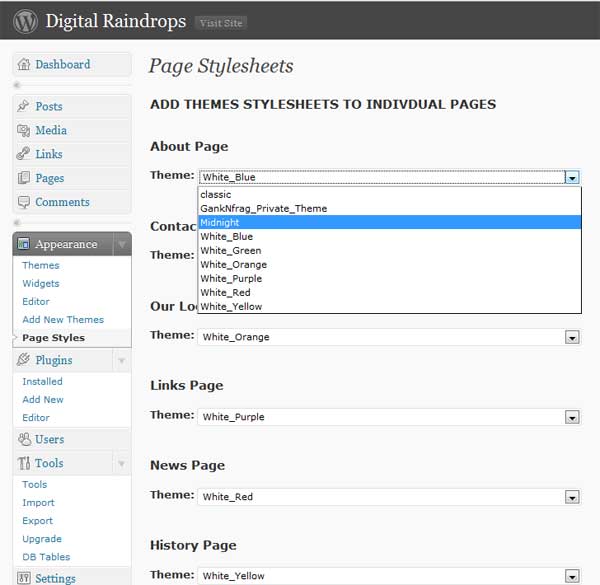 Digital Raindrops Visit Site
Dashboard
Posts
Media
Links
Pages
Comments
Appearance
Themes
Widgets
Editor
Add New Themes
Page Styles
Plugins
Installed
Add New
Editor
Users
Tools
Tools
Import
Export
Upgrade
DB Tables
Settings
Page Stylesheets
ADD THEMES STYLESHEETS TO INDIVDUAL PAGES
About Page
Theme: White_Blue
classic
GankNfrag_Private_Theme
Midnight
White_Blue
White_Green
White_Orange
White_Purple
White_Red
White_Yellow
Contac
Theme:
Our Lo
Theme: White_Orange
Links Page
Theme: White_Purple
News Page
Theme: White_Red
History Page
Theme: White_Yellow